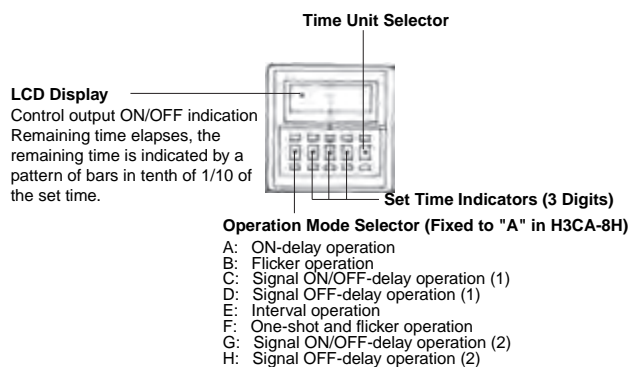 Time Unit Selector
LCD Display
Control output ON/OFF indication
Remaining time elapses, the
remaining time is indicated by a
pattern of bars in tenth of 1/10 of
the set time.
Set Time Indicators (3 Digits)
Operation Mode Selector (Fixed to "A" in H3CA-8H)
A: ON-delay operation
B: Flicker operation
C: Signal ON/OFF-delay operation (1)
D: Signal OFF-delay operation (1)
E: Interval operation
F: One-shot and flicker operation
G: Signal ON/OFF-delay operation (2)
H: Signal OFF-delay operation (2)